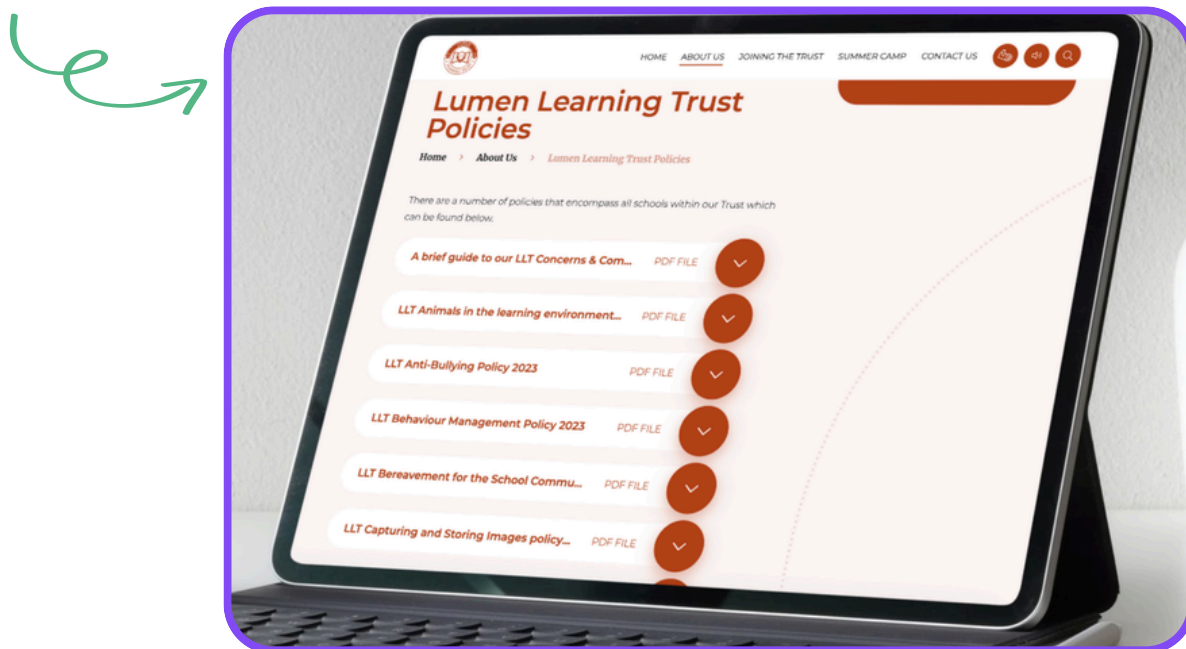 HOME ABOUT US JOINING THE TRUST SUMMER CAMP CONTACT US
Lumen Learning Trust
Policies
Home > About Us > Lumen Learning Trust Policies
There are a number of policies that encompass all schools within our Trust which
can be found below.
A brief guide to our LLT Concerns & Com... PDF FILE
LLT Animals in the learning environment... PDF FILE
LLT Anti-Bullying Policy 2023 PDF FILE
LLT Behaviour Management Policy 2023 PDF FILE
LLT Bereavement for the School Commu... PDF FILE
LLT Capturing and Storing Images policy... PDF FILE